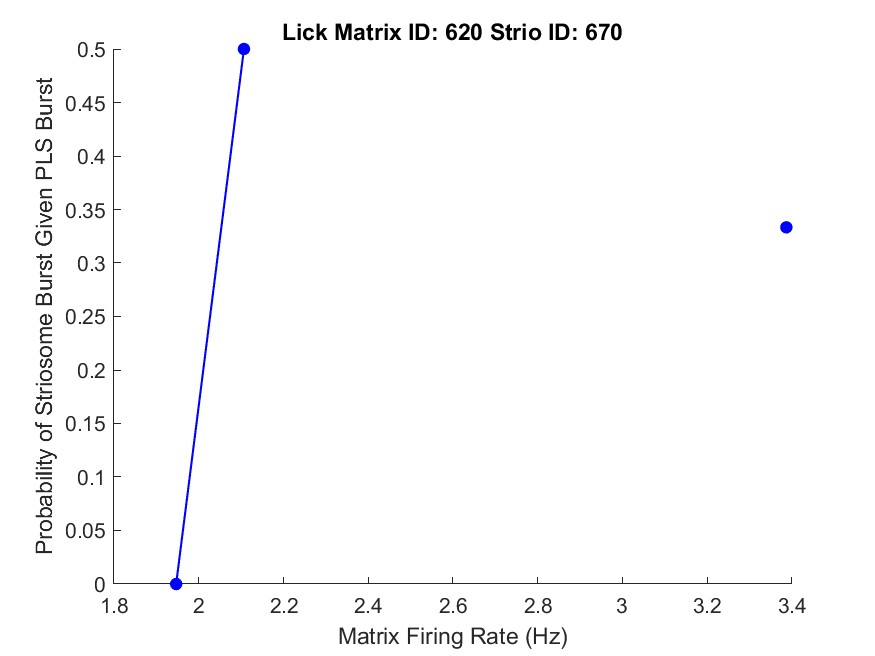 Lick Matrix ID: 620 Strio ID: 670
Probability of Striosome Burst Given PLS Burst
0.5
0.45
0.4
0.35
0.3
0.25
0.2
0.15
0.1
0.05
0
1.8 2 2.2 2.4 2.6 2.8 3 3.2 3.4
Matrix Firing Rate (Hz)